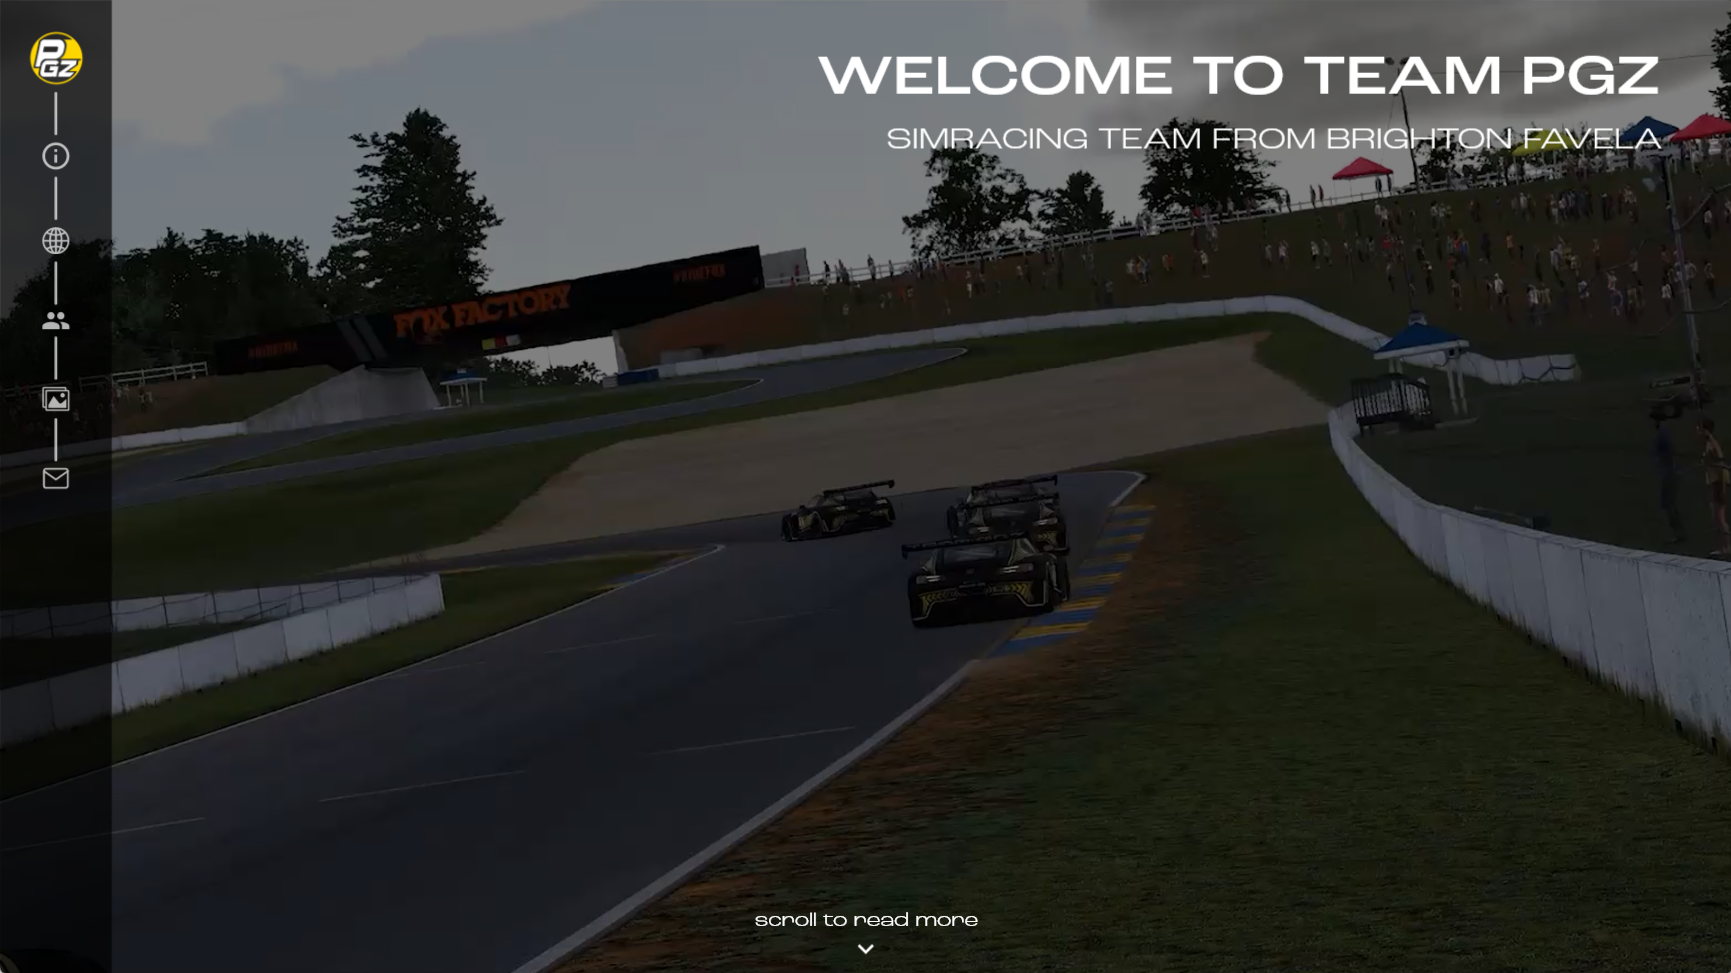 PGZ
WELCOME TO TEAM PGZ
SIMRACING TEAM FROM BRIGHTON FAVELA
FOX FACTORY
scroll to read more